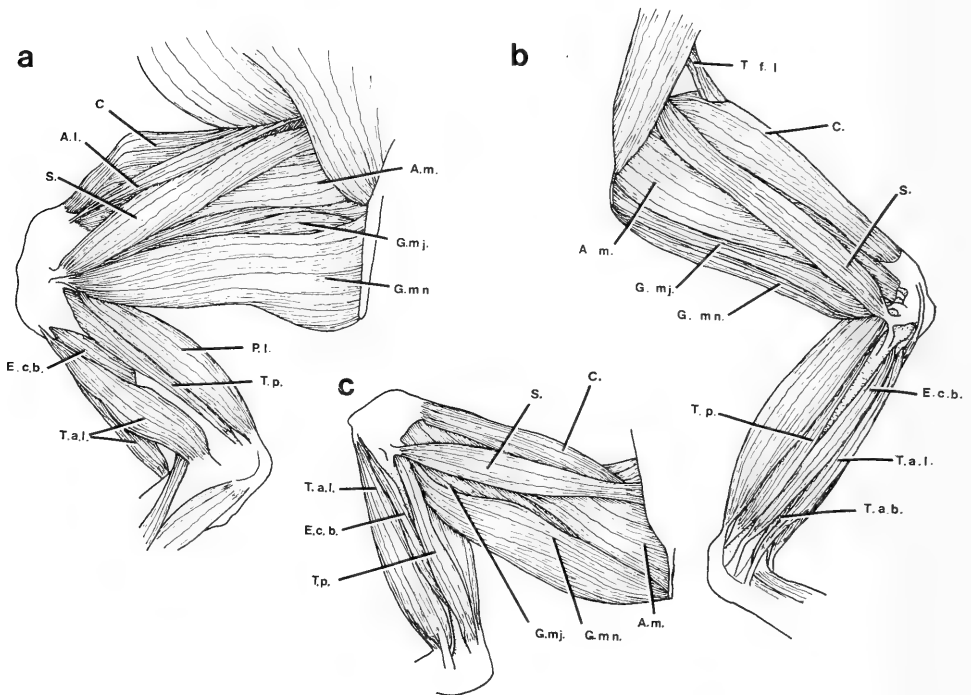 a
C
A.l.
S.
A.m.
G.mj.
G.mn
P.l.
T.p.
E.c.b.
T.a.l.
b
T f. l
C.
S.
A m.
G. mj.
G. mn.
T. p.
E.c.b.
T.a.l.
T.a.b.
c
S.
C.
T.a.l.
E.c.b.
T.p.
G.mj.
G.mn.
A.m.